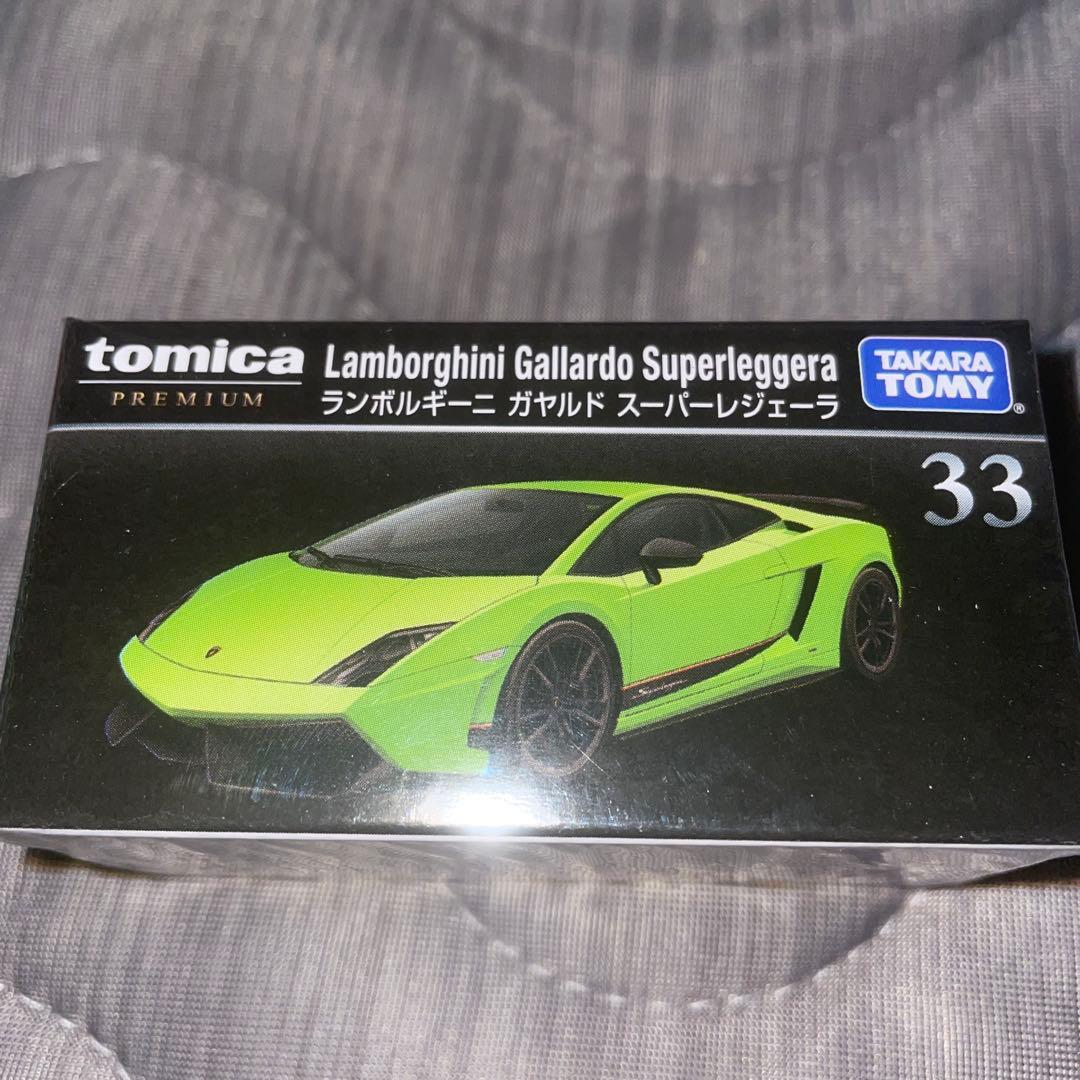 tomica
PREMIUM
Lamborghini Gallardo Superleggera
ランボルギーニ ガヤルド スーパーレジェーラ
TAKARA
TOMY
®
33
Superleggera